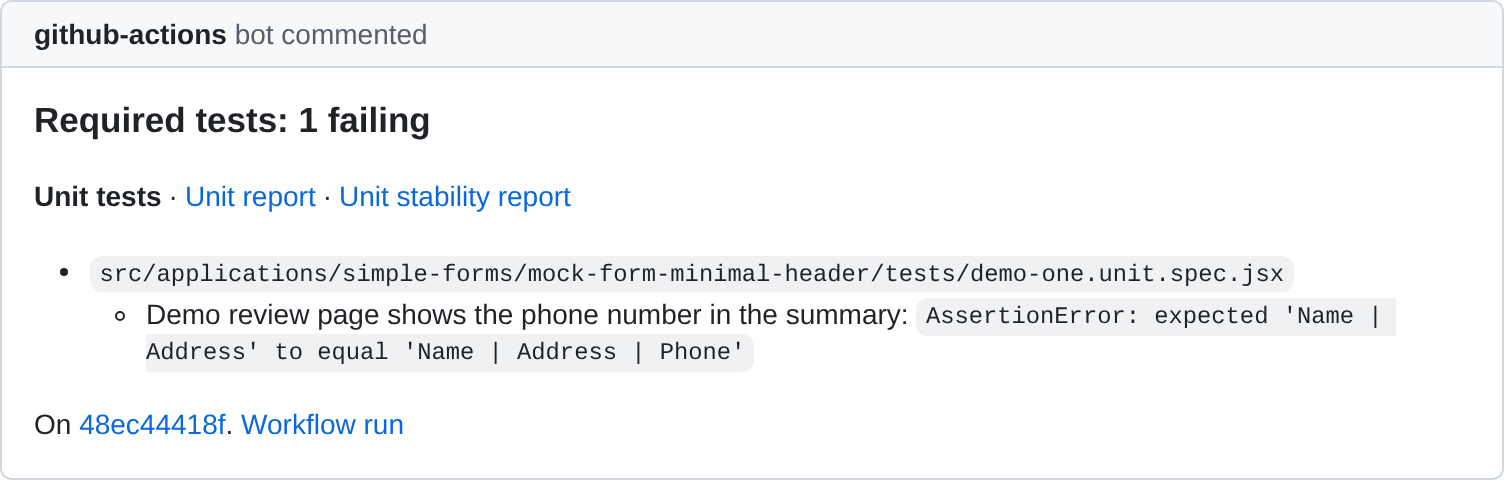 github-actions bot commented
Required tests: 1 failing
Unit tests · Unit report · Unit stability report
src/applications/simple-forms/mock-form-minimal-header/tests/demo-one.unit.spec.jsx
Demo review page shows the phone number in the summary: AssertionError: expected 'Name |
Address' to equal 'Name | Address | Phone'
On 48ec44418f. Workflow run